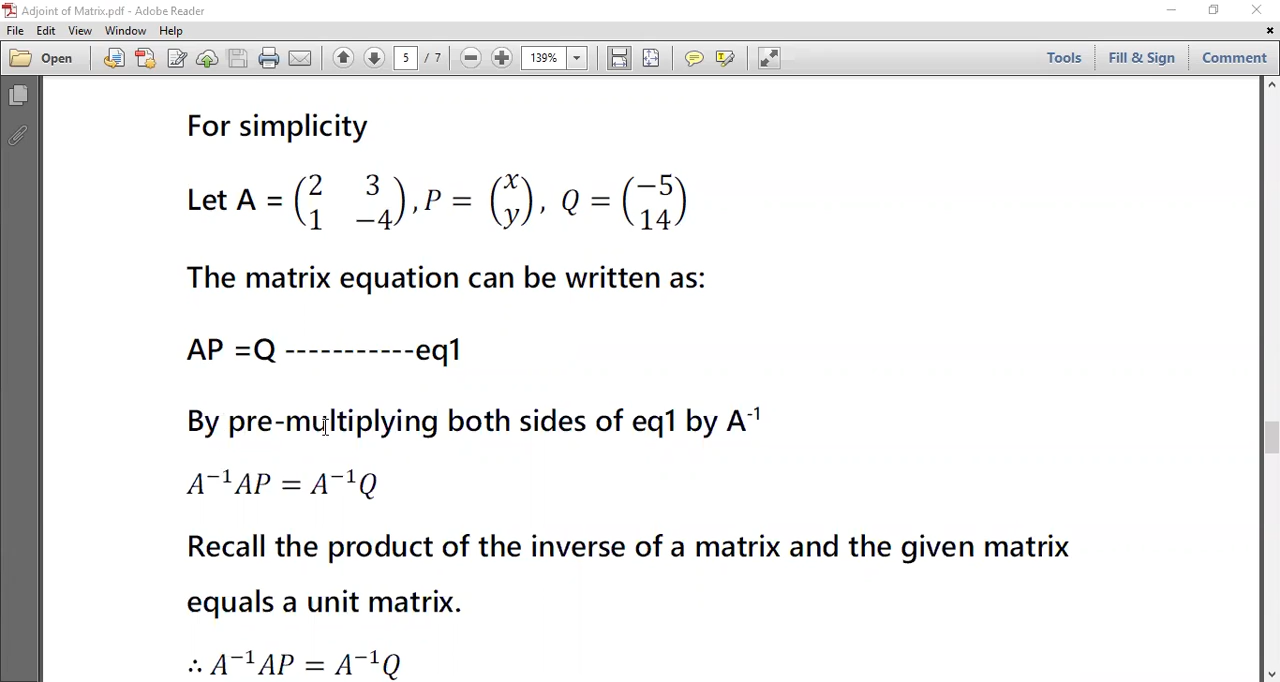 Adjoint of Matrix.pdf - Adobe Reader
File Edit View Window Help
Open 5 / 7 139% Tools Fill & Sign Comment
For simplicity
Let A = (2 3
1 −4), P = (x
y), Q = (−5
14)
The matrix equation can be written as:
AP =Q -----------eq1
By pre-multiplying both sides of eq1 by A⁻¹
A⁻¹AP = A⁻¹Q
Recall the product of the inverse of a matrix and the given matrix
equals a unit matrix.
∴ A⁻¹AP = A⁻¹Q